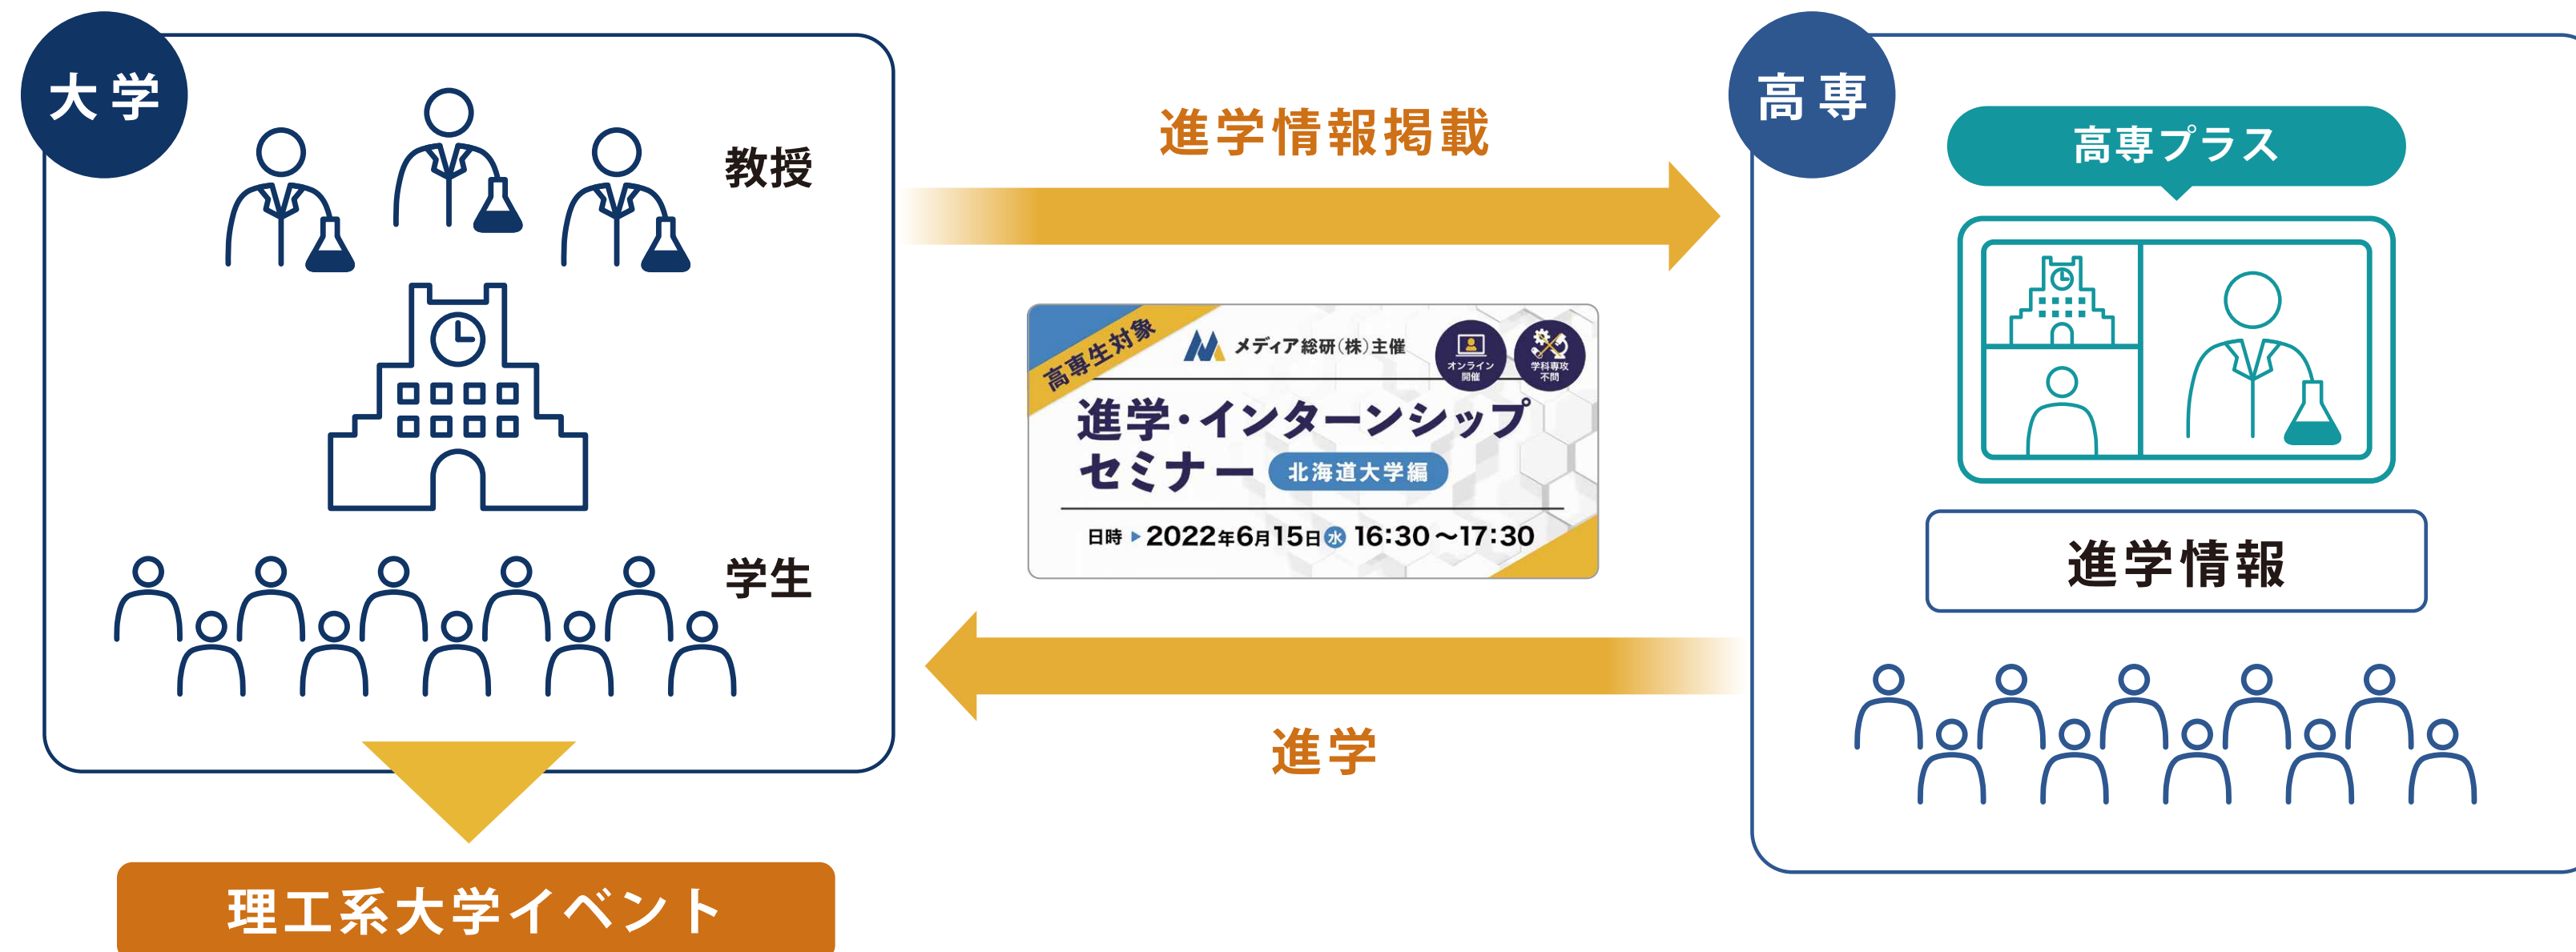 大学
教授
学生
理工系大学イベント
進学情報掲載
高専生対象
メディア総研(株)主催
オンライン
開催
学科専攻
不問
進学・インターンシップ
セミナー 北海道大学編
日時 ▶ 2022年6月15日 水 16:30～17:30
進学
高専
高専プラス
進学情報